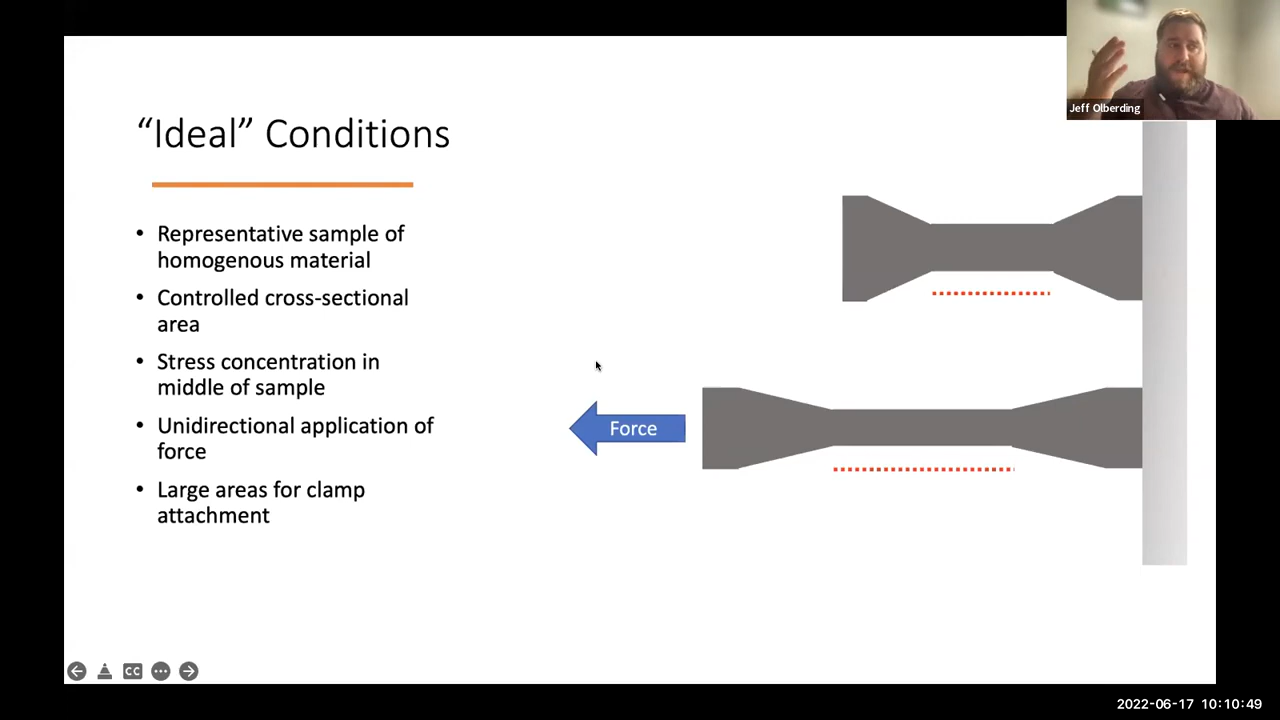 Jeff Olberding
“Ideal” Conditions
• Representative sample of
homogenous material
• Controlled cross-sectional
area
• Stress concentration in
middle of sample
• Unidirectional application of
force
• Large areas for clamp
attachment
Force
CC
2022-06-17 10:10:49